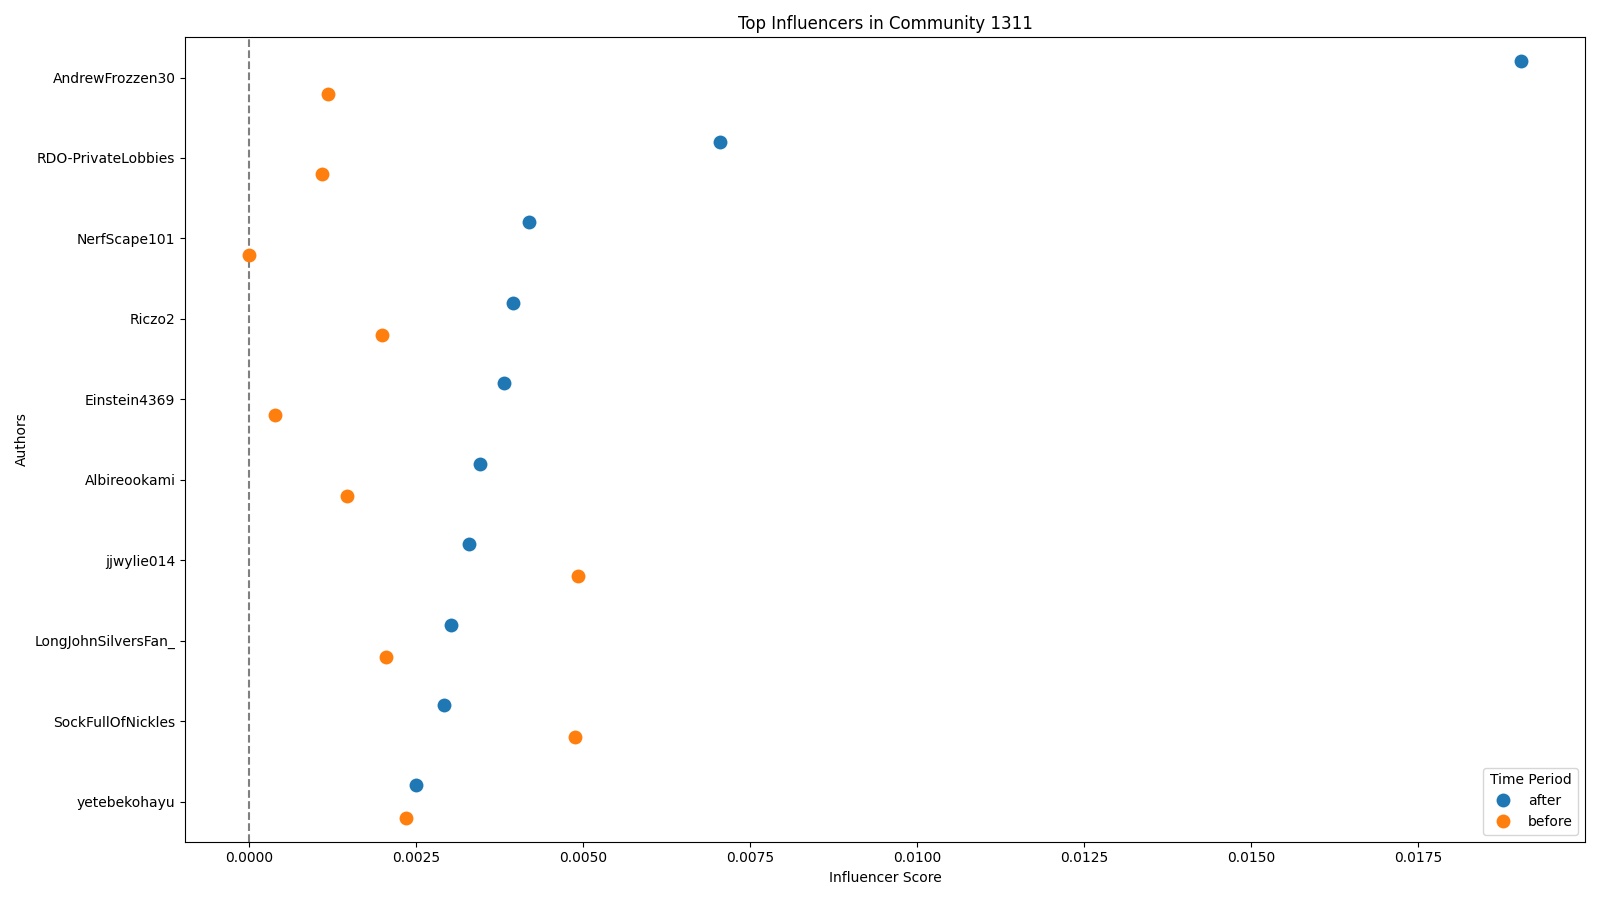 Top Influencers in Community 1311
AndrewFrozzen30
RDO-PrivateLobbies
NerfScape101
Riczo2
Einstein4369
Albireookami
jjwylie014
LongJohnSilversFan_
SockFullOfNickles
yetebekohayu
Authors
Time Period
after
before
0.0000 0.0025 0.0050 0.0075 0.0100 0.0125 0.0150 0.0175
Influencer Score